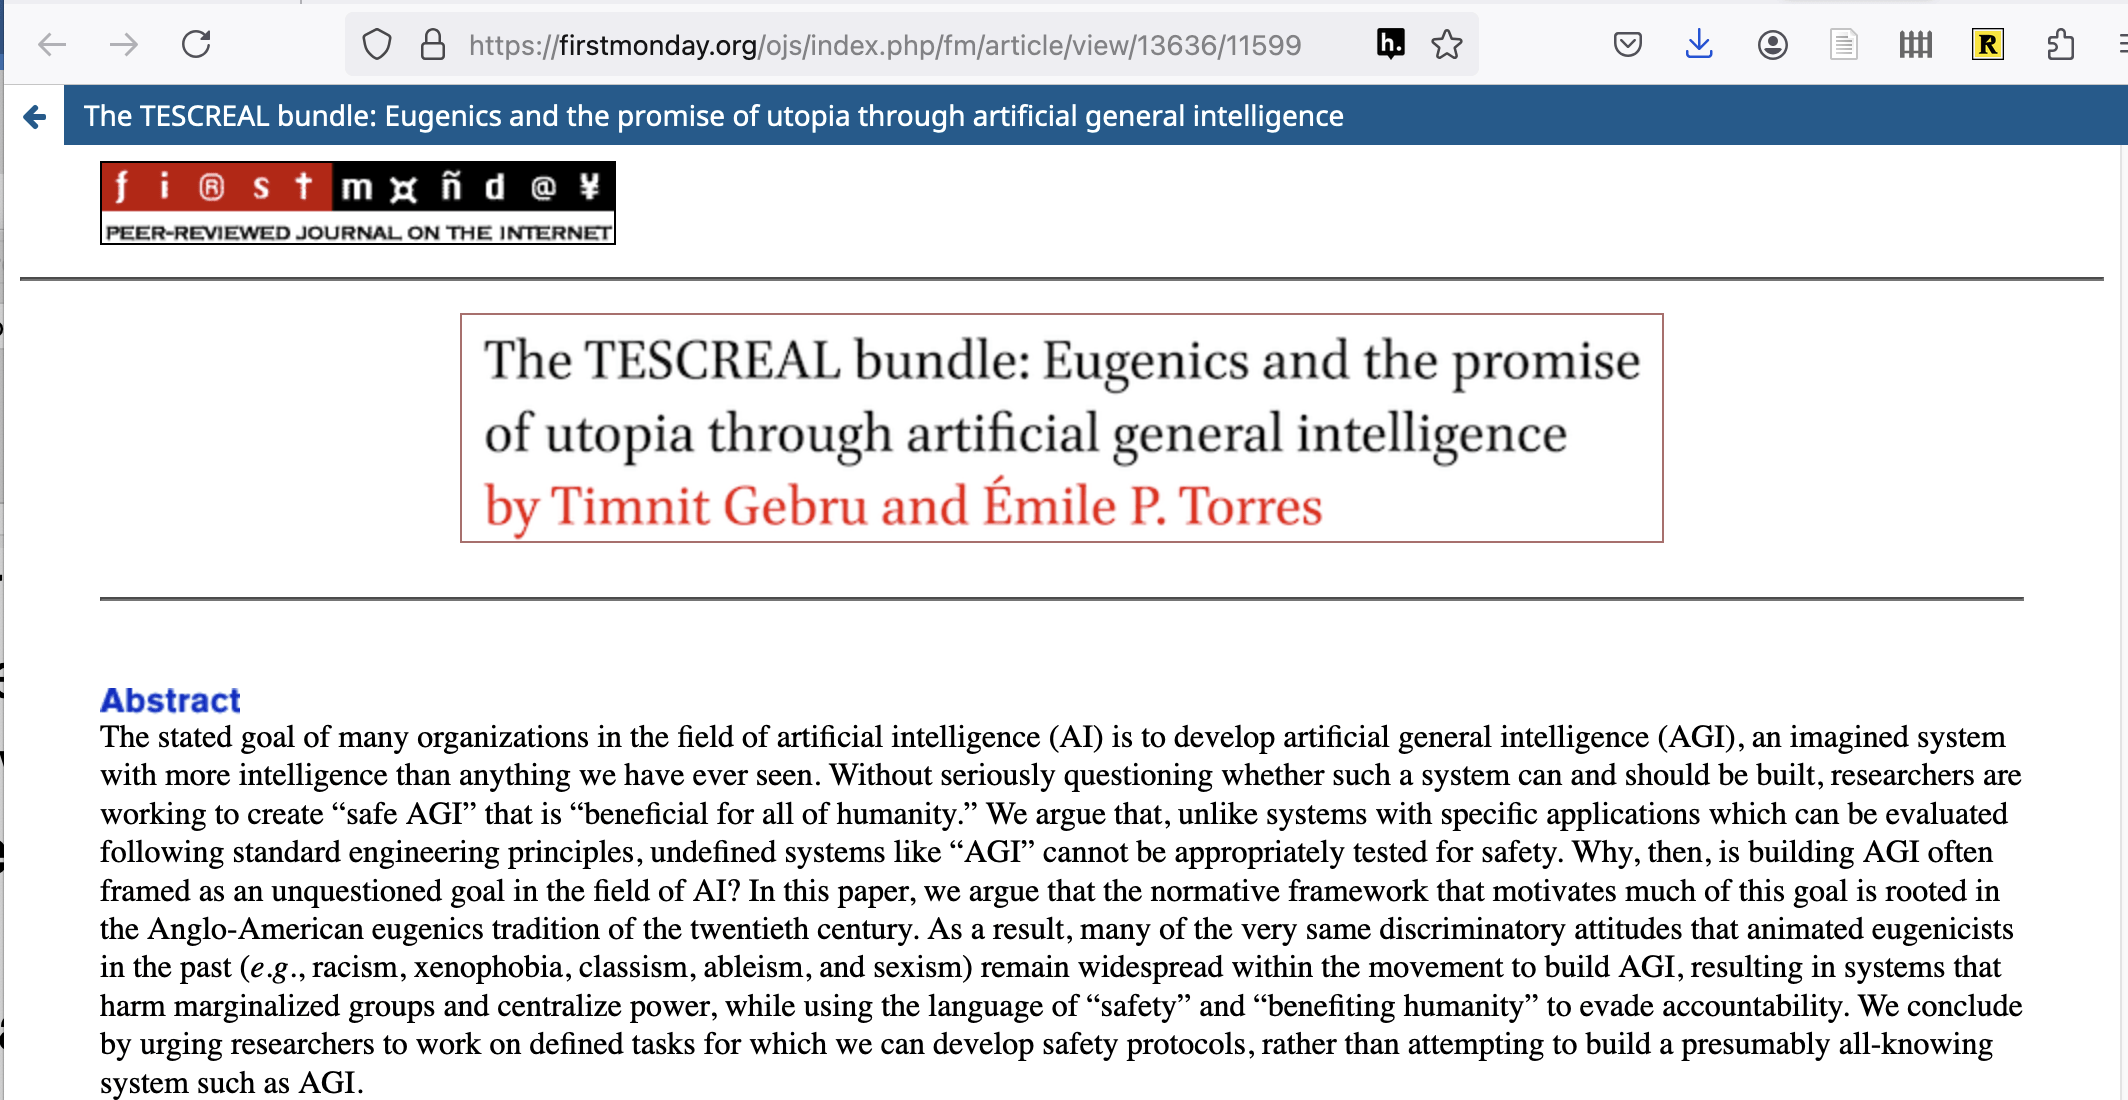 https://firstmonday.org/ojs/index.php/fm/article/view/13636/11599
h.
R
The TESCREAL bundle: Eugenics and the promise of utopia through artificial general intelligence
ƒ i ® s † m ¤ ñ d @ ¥
PEER-REVIEWED JOURNAL ON THE INTERNET
The TESCREAL bundle: Eugenics and the promise
of utopia through artificial general intelligence
by Timnit Gebru and Émile P. Torres
Abstract
The stated goal of many organizations in the field of artificial intelligence (AI) is to develop artificial general intelligence (AGI), an imagined system
with more intelligence than anything we have ever seen. Without seriously questioning whether such a system can and should be built, researchers are
working to create “safe AGI” that is “beneficial for all of humanity.” We argue that, unlike systems with specific applications which can be evaluated
following standard engineering principles, undefined systems like “AGI” cannot be appropriately tested for safety. Why, then, is building AGI often
framed as an unquestioned goal in the field of AI? In this paper, we argue that the normative framework that motivates much of this goal is rooted in
the Anglo-American eugenics tradition of the twentieth century. As a result, many of the very same discriminatory attitudes that animated eugenicists
in the past (e.g., racism, xenophobia, classism, ableism, and sexism) remain widespread within the movement to build AGI, resulting in systems that
harm marginalized groups and centralize power, while using the language of “safety” and “benefiting humanity” to evade accountability. We conclude
by urging researchers to work on defined tasks for which we can develop safety protocols, rather than attempting to build a presumably all-knowing
system such as AGI.